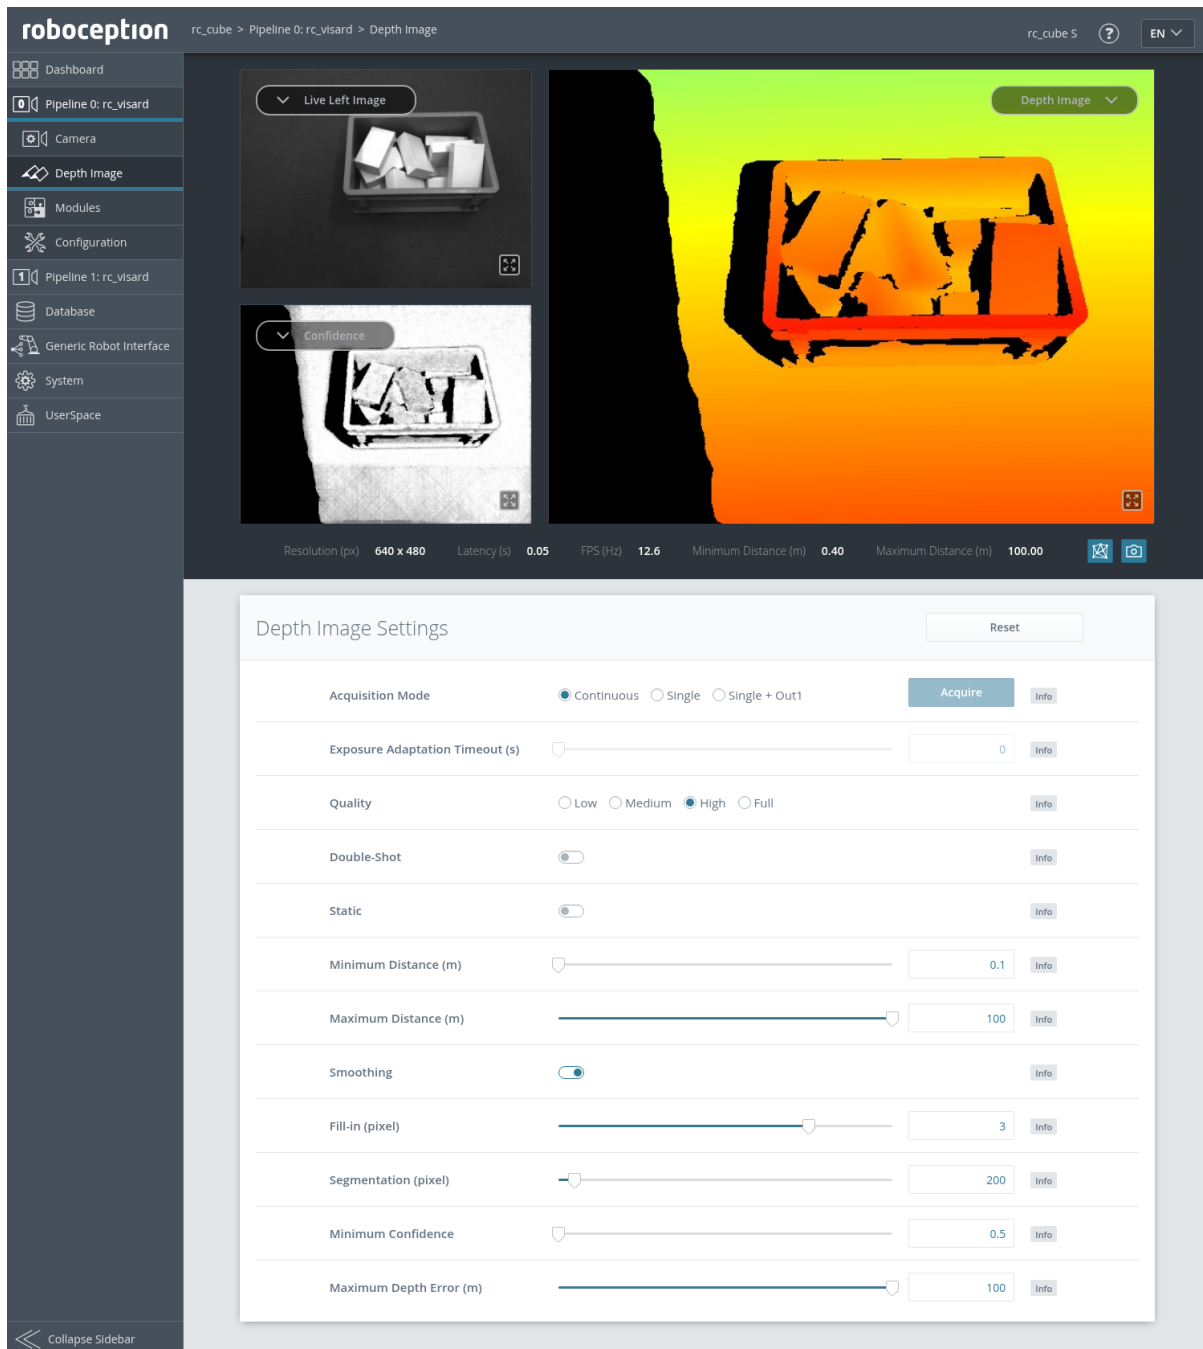 roboception
rc_cube > Pipeline 0: rc_visard > Depth Image
rc_cube S ? EN
Dashboard
0 Pipeline 0: rc_visard
Camera
Depth Image
Modules
Configuration
1 Pipeline 1: rc_visard
Database
Generic Robot Interface
System
UserSpace
Collapse Sidebar
Live Left Image
Depth Image
Confidence
Resolution (px) 640 x 480 Latency (s) 0.05 FPS (Hz) 12.6 Minimum Distance (m) 0.40 Maximum Distance (m) 100.00
Depth Image Settings Reset
Acquisition Mode Continuous Single Single + Out1 Acquire Info
Exposure Adaptation Timeout (s) 0 Info
Quality Low Medium High Full Info
Double-Shot Info
Static Info
Minimum Distance (m) 0.1 Info
Maximum Distance (m) 100 Info
Smoothing Info
Fill-in (pixel) 3 Info
Segmentation (pixel) 200 Info
Minimum Confidence 0.5 Info
Maximum Depth Error (m) 100 Info